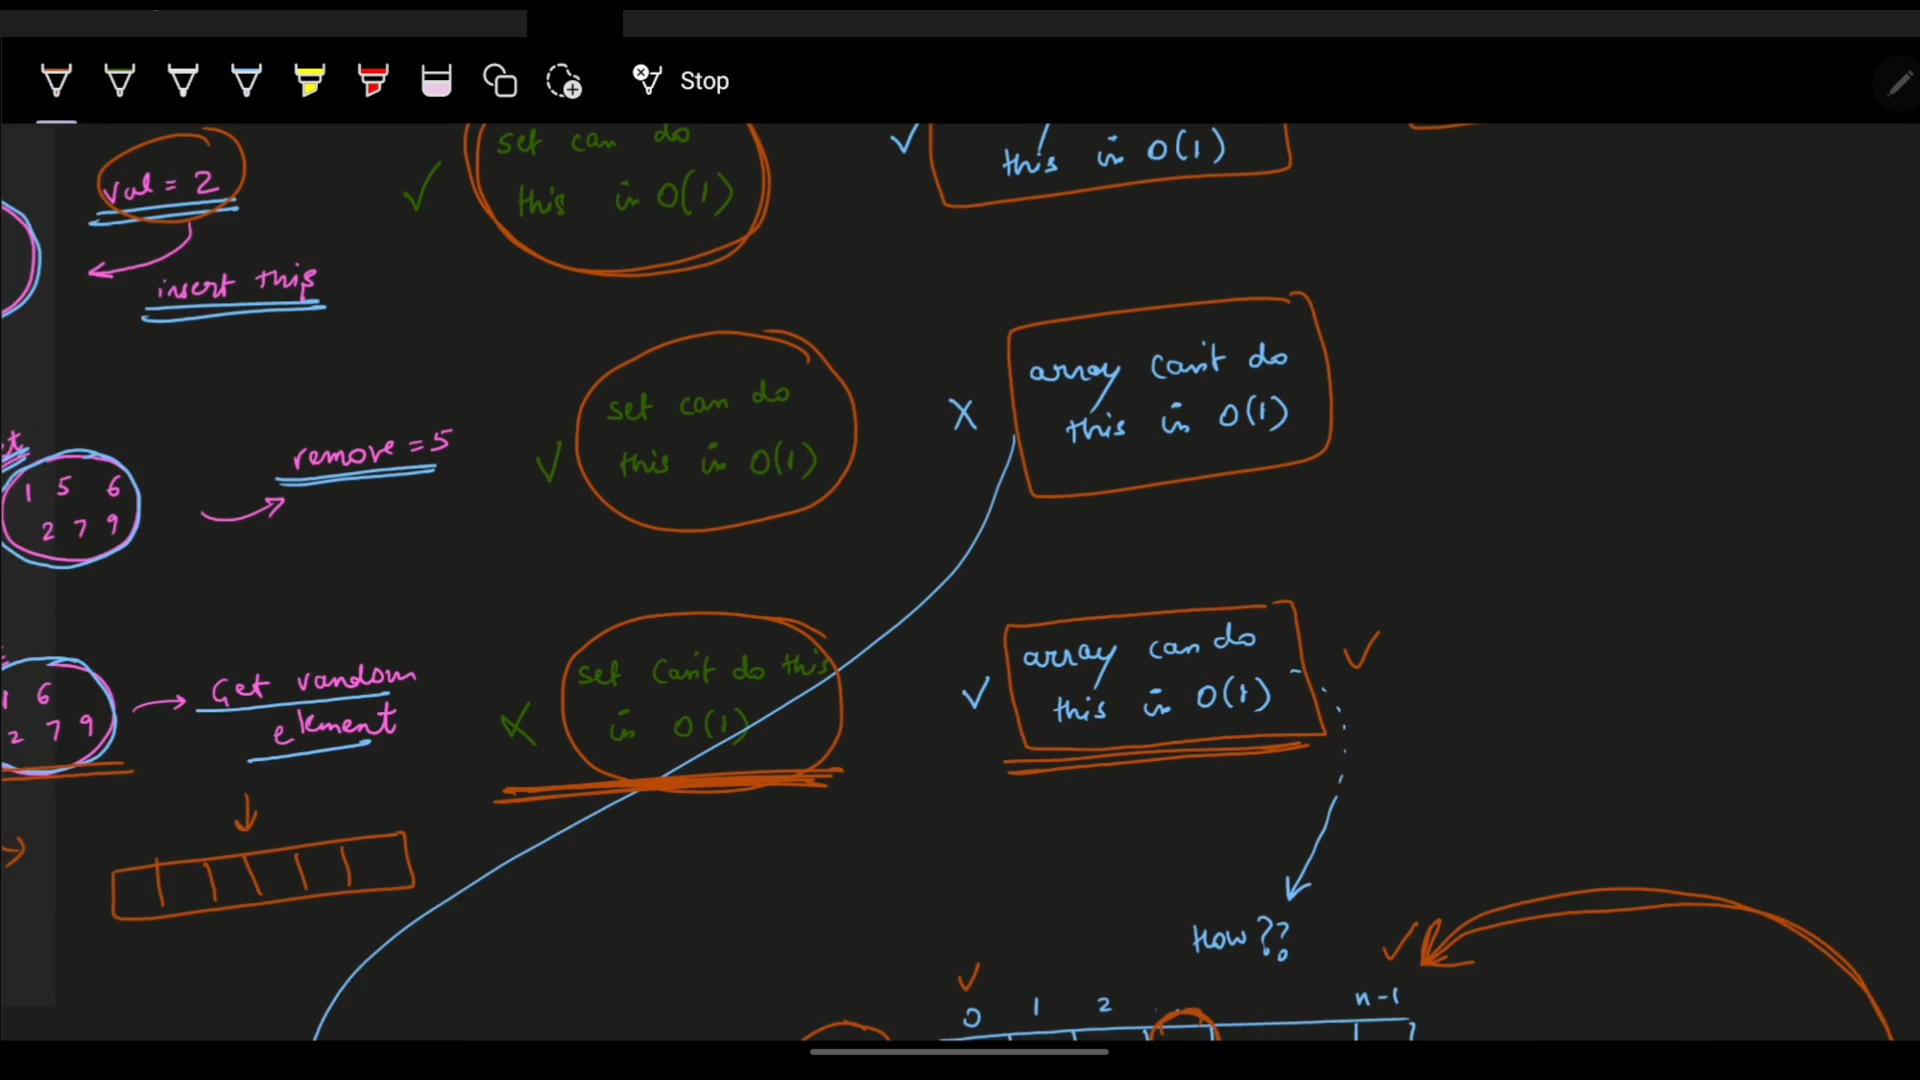 Stop
val = 2
set can do
this in O(1)
this in O(1)
insert this
array can't do
this in O(1)
set can do
this in O(1)
X
remove = 5
1 5 6
2 7 9
array can do
this in O(1)
set can't do this
in O(1)
Get random
element
1 6
2 7 9
How ??
0 1 2 n-1